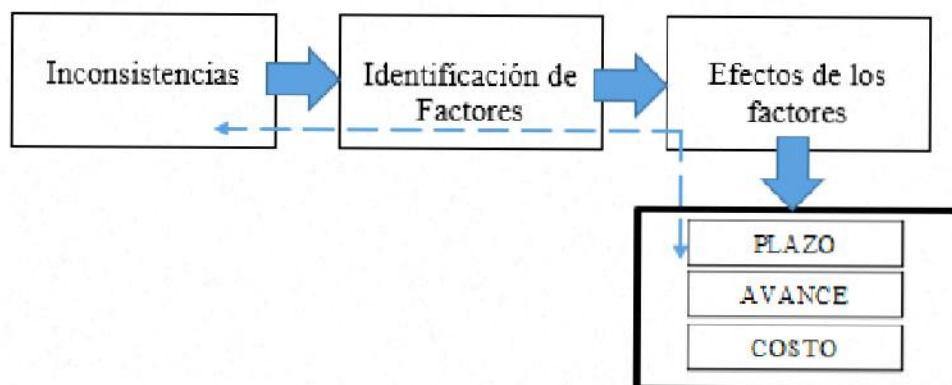 Inconsistencias
Identificación de
Factores
Efectos de los
factores
PLAZO
AVANCE
COSTO